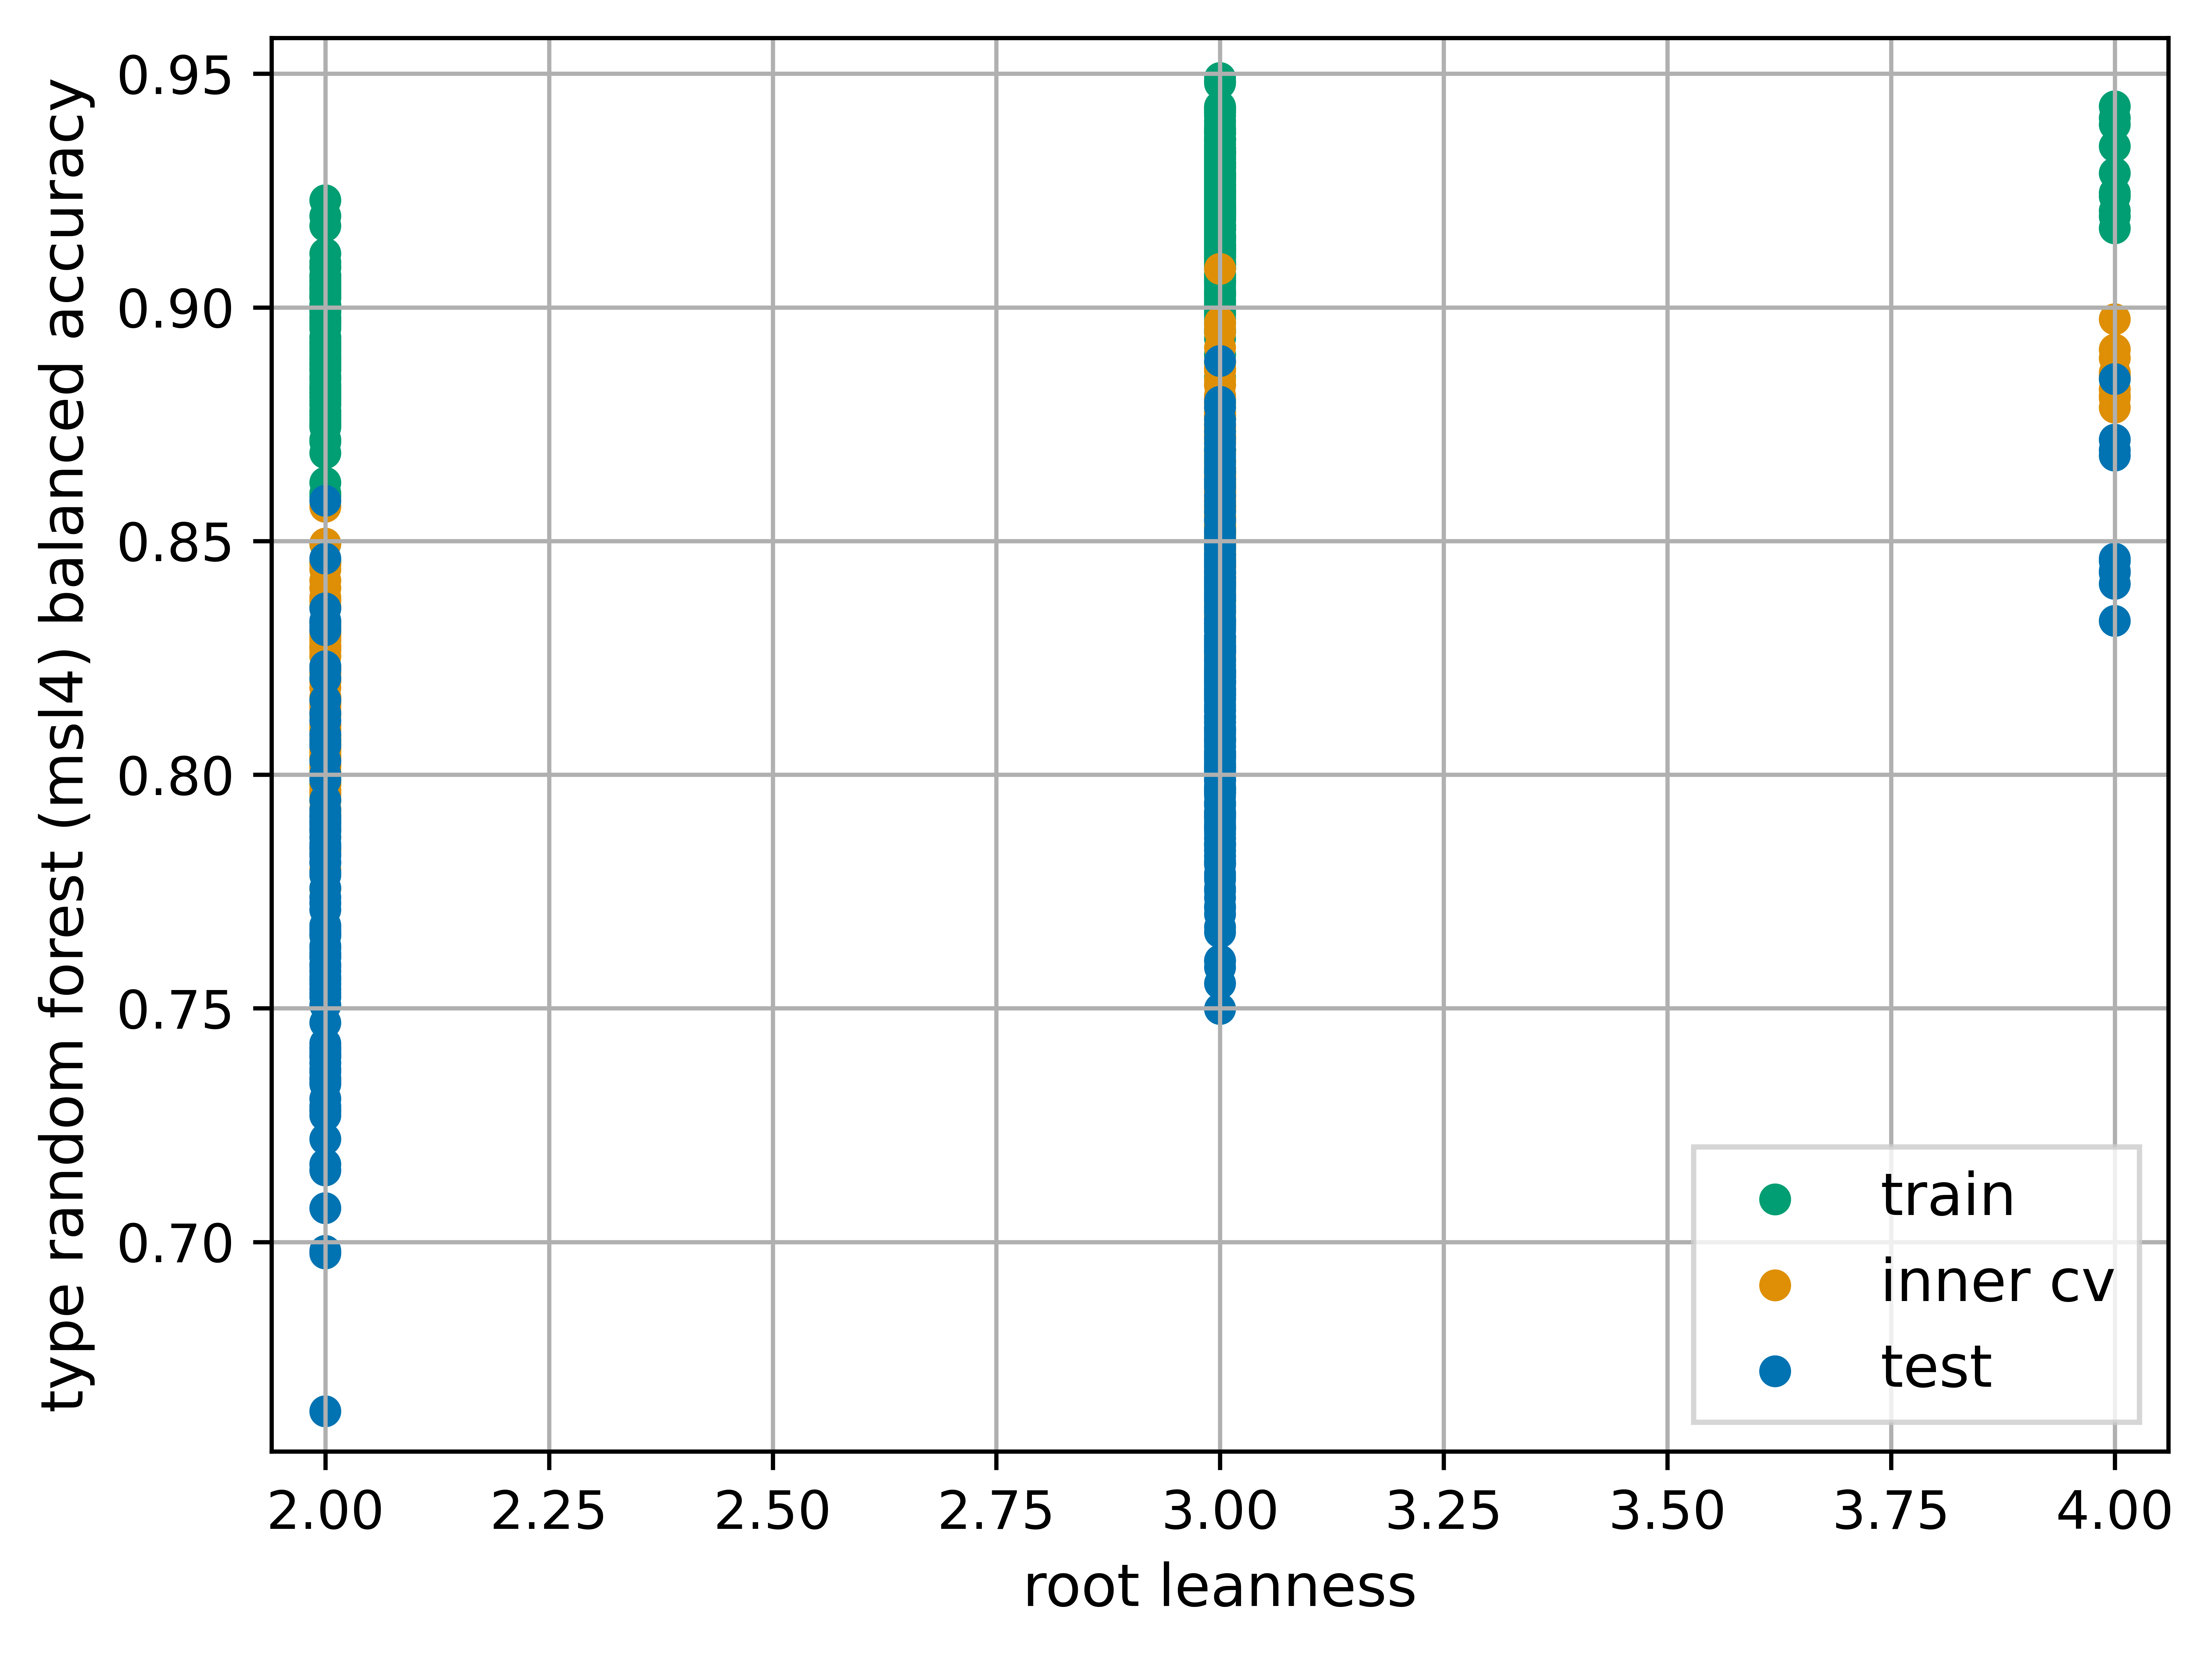 type random forest (msl4) balanced accuracy
0.95
0.90
0.85
0.80
0.75
0.70
train
inner cv
test
2.00 2.25 2.50 2.75 3.00 3.25 3.50 3.75 4.00
root leanness